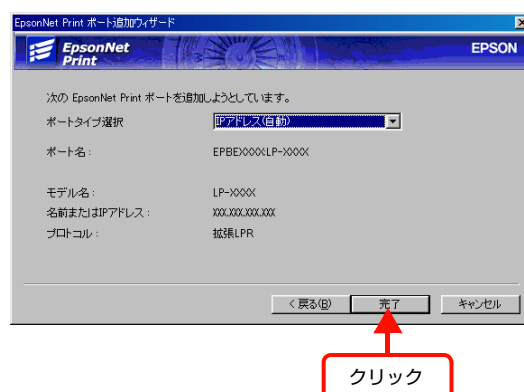 EpsonNet Print ポート追加ウィザード
EpsonNet
Print
EPSON
次の EpsonNet Print ポートを追加しようとしています。
ポートタイプ選択 IPアドレス(自動)
ポート名： EPBEXXXX:LP-XXXX
モデル名： LP-XXXX
名前またはIPアドレス： XXX.XXX.XXX.XXX
プロトコル： 拡張LPR
< 戻る(B) 完了 キャンセル
クリック